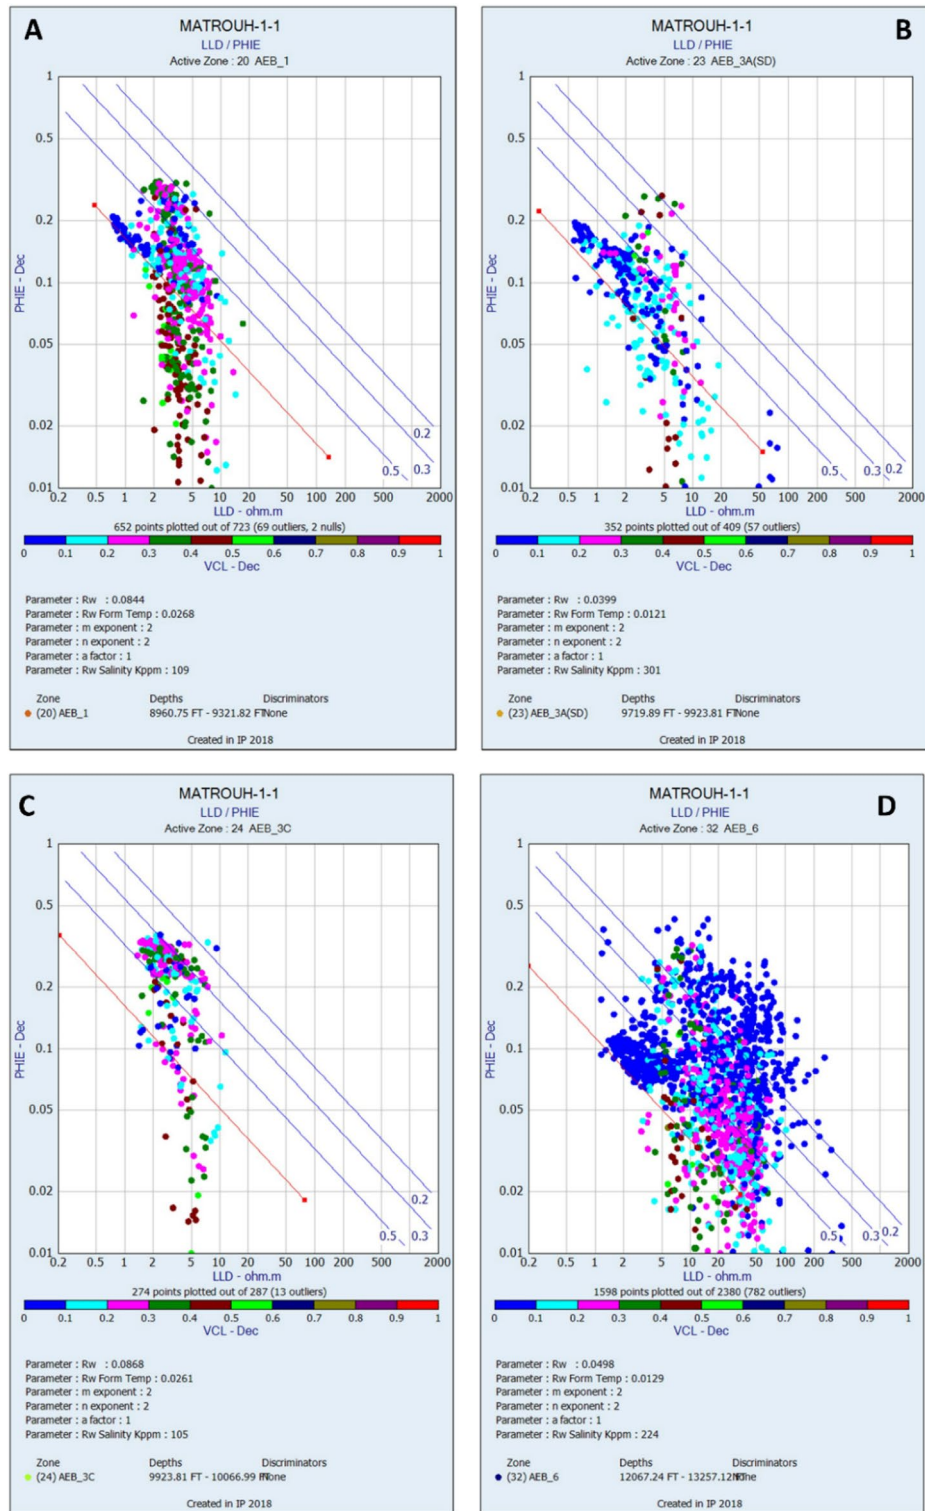 A
MATROUH-1-1
LLD / PHIE
Active Zone : 20 AEB_1
1
0.5
0.2
0.1
0.05
0.02
0.01
PHIE - Dec
0.2
0.3
0.5
0.2 0.5 1 2 5 10 20 50 100 200 500 2000
LLD - ohm.m
652 points plotted out of 723 (69 outliers, 2 nulls)
0 0.1 0.2 0.3 0.4 0.5 0.6 0.7 0.8 0.9 1
VCL - Dec
Parameter : Rw : 0.0844
Parameter : Rw Form Temp : 0.0268
Parameter : m exponent : 2
Parameter : n exponent : 2
Parameter : a factor : 1
Parameter : Rw Salinity Kppm : 109
Zone Depths Discriminators
(20) AEB_1 8960.75 FT - 9321.82 FT None
Created in IP 2018
B
MATROUH-1-1
LLD / PHIE
Active Zone : 23 AEB_3A(SD)
1
0.5
0.2
0.1
0.05
0.02
0.01
PHIE - Dec
0.5 0.3 0.2
0.2 0.5 1 2 5 10 20 50 100 200 500 2000
LLD - ohm.m
352 points plotted out of 409 (57 outliers)
0 0.1 0.2 0.3 0.4 0.5 0.6 0.7 0.8 0.9 1
VCL - Dec
Parameter : Rw : 0.0399
Parameter : Rw Form Temp : 0.0121
Parameter : m exponent : 2
Parameter : n exponent : 2
Parameter : a factor : 1
Parameter : Rw Salinity Kppm : 301
Zone Depths Discriminators
(23) AEB_3A(SD) 9719.89 FT - 9923.81 FT None
Created in IP 2018
C
MATROUH-1-1
LLD / PHIE
Active Zone : 24 AEB_3C
1
0.5
0.2
0.1
0.05
0.02
0.01
PHIE - Dec
0.2
0.5 0.3
0.2 0.5 1 2 5 10 20 50 100 200 500 2000
LLD - ohm.m
274 points plotted out of 287 (13 outliers)
0 0.1 0.2 0.3 0.4 0.5 0.6 0.7 0.8 0.9 1
VCL - Dec
Parameter : Rw : 0.0868
Parameter : Rw Form Temp : 0.0261
Parameter : m exponent : 2
Parameter : n exponent : 2
Parameter : a factor : 1
Parameter : Rw Salinity Kppm : 105
Zone Depths Discriminators
(24) AEB_3C 9923.81 FT - 10066.99 FT None
Created in IP 2018
D
MATROUH-1-1
LLD / PHIE
Active Zone : 32 AEB_6
1
0.5
0.2
0.1
0.05
0.02
0.01
PHIE - Dec
0.5 0.3 0.2
0.2 0.5 1 2 5 10 20 50 100 200 500 2000
LLD - ohm.m
1598 points plotted out of 2380 (782 outliers)
0 0.1 0.2 0.3 0.4 0.5 0.6 0.7 0.8 0.9 1
VCL - Dec
Parameter : Rw : 0.0498
Parameter : Rw Form Temp : 0.0129
Parameter : m exponent : 2
Parameter : n exponent : 2
Parameter : a factor : 1
Parameter : Rw Salinity Kppm : 224
Zone Depths Discriminators
(32) AEB_6 12067.24 FT - 13257.12
Created in IP 2018